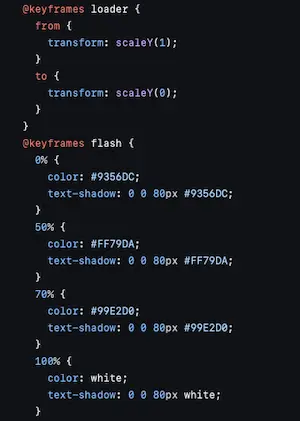 @keyframes loader {
from {
transform: scaleY(1);
}
to {
transform: scaleY(0);
}
}
@keyframes flash {
0% {
color: #9356DC;
text-shadow: 0 0 80px #9356DC;
}
50% {
color: #FF79DA;
text-shadow: 0 0 80px #FF79DA;
}
70% {
color: #99E2D0;
text-shadow: 0 0 80px #99E2D0;
}
100% {
color: white;
text-shadow: 0 0 80px white;
}